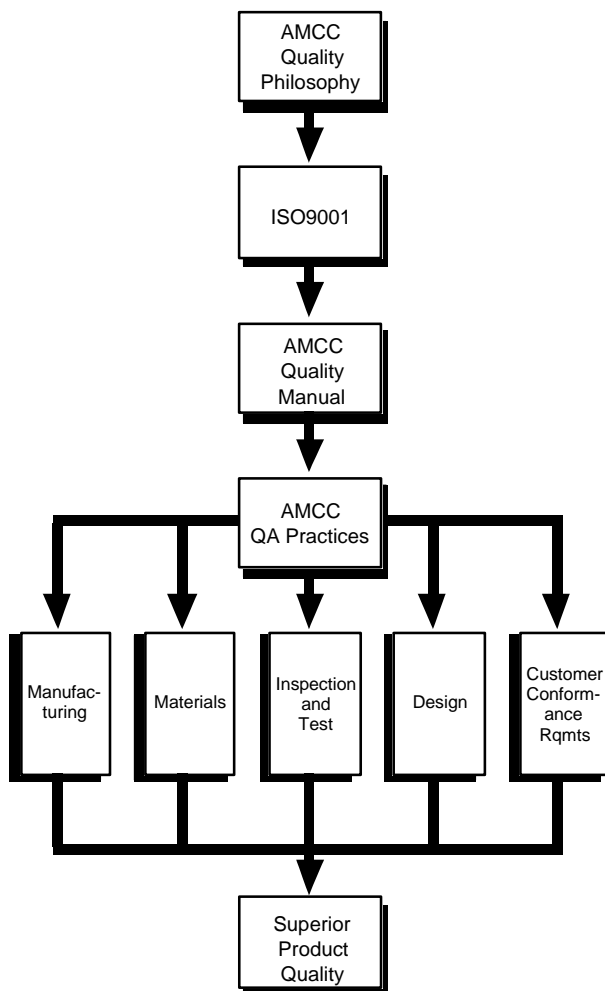 AMCC
Quality
Philosophy
ISO9001
AMCC
Quality
Manual
AMCC
QA Practices
Manufac-
turing
Materials
Inspection
and
Test
Design
Customer
Conform-
ance
Rqmts
Superior
Product
Quality